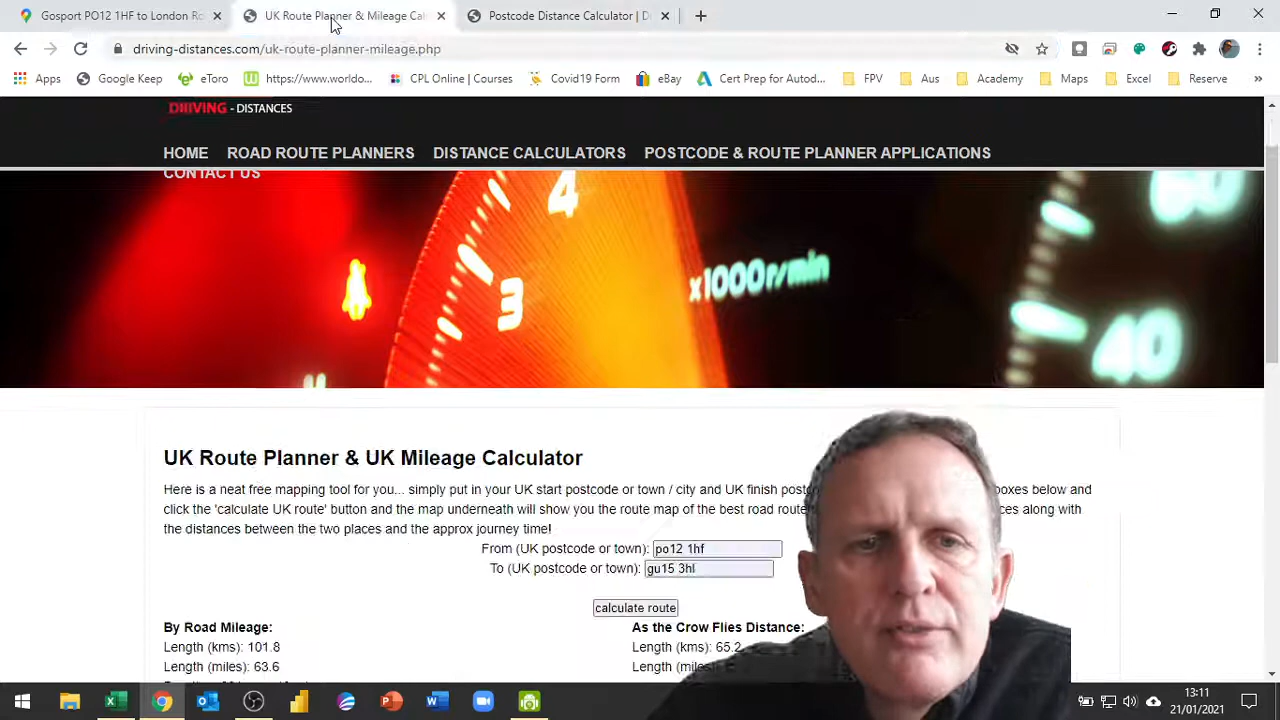 Gosport PO12 1HF to London Ro
UK Route Planner & Mileage Cal
Postcode Distance Calculator | D
driving-distances.com/uk-route-planner-mileage.php
Apps
Google Keep
eToro
https://www.worldo...
CPL Online | Courses
Covid19 Form
eBay
Cert Prep for Autod...
FPV
Aus
Academy
Maps
Excel
Reserve
DRIVING - DISTANCES
HOME ROAD ROUTE PLANNERS DISTANCE CALCULATORS POSTCODE & ROUTE PLANNER APPLICATIONS
CONTACT US
4
3
x1000r/min
60
40
UK Route Planner & UK Mileage Calculator
Here is a neat free mapping tool for you... simply put in your UK start postcode or town / city and UK finish postc oxes below and
click the 'calculate UK route' button and the map underneath will show you the route map of the best road route ces along with
the distances between the two places and the approx journey time!
From (UK postcode or town): po12 1hf
To (UK postcode or town): gu15 3hl
calculate route
By Road Mileage:
As the Crow Flies Distance:
Length (kms): 101.8
Length (kms): 65.2
Length (miles): 63.6
Length (miles
13:11
21/01/2021